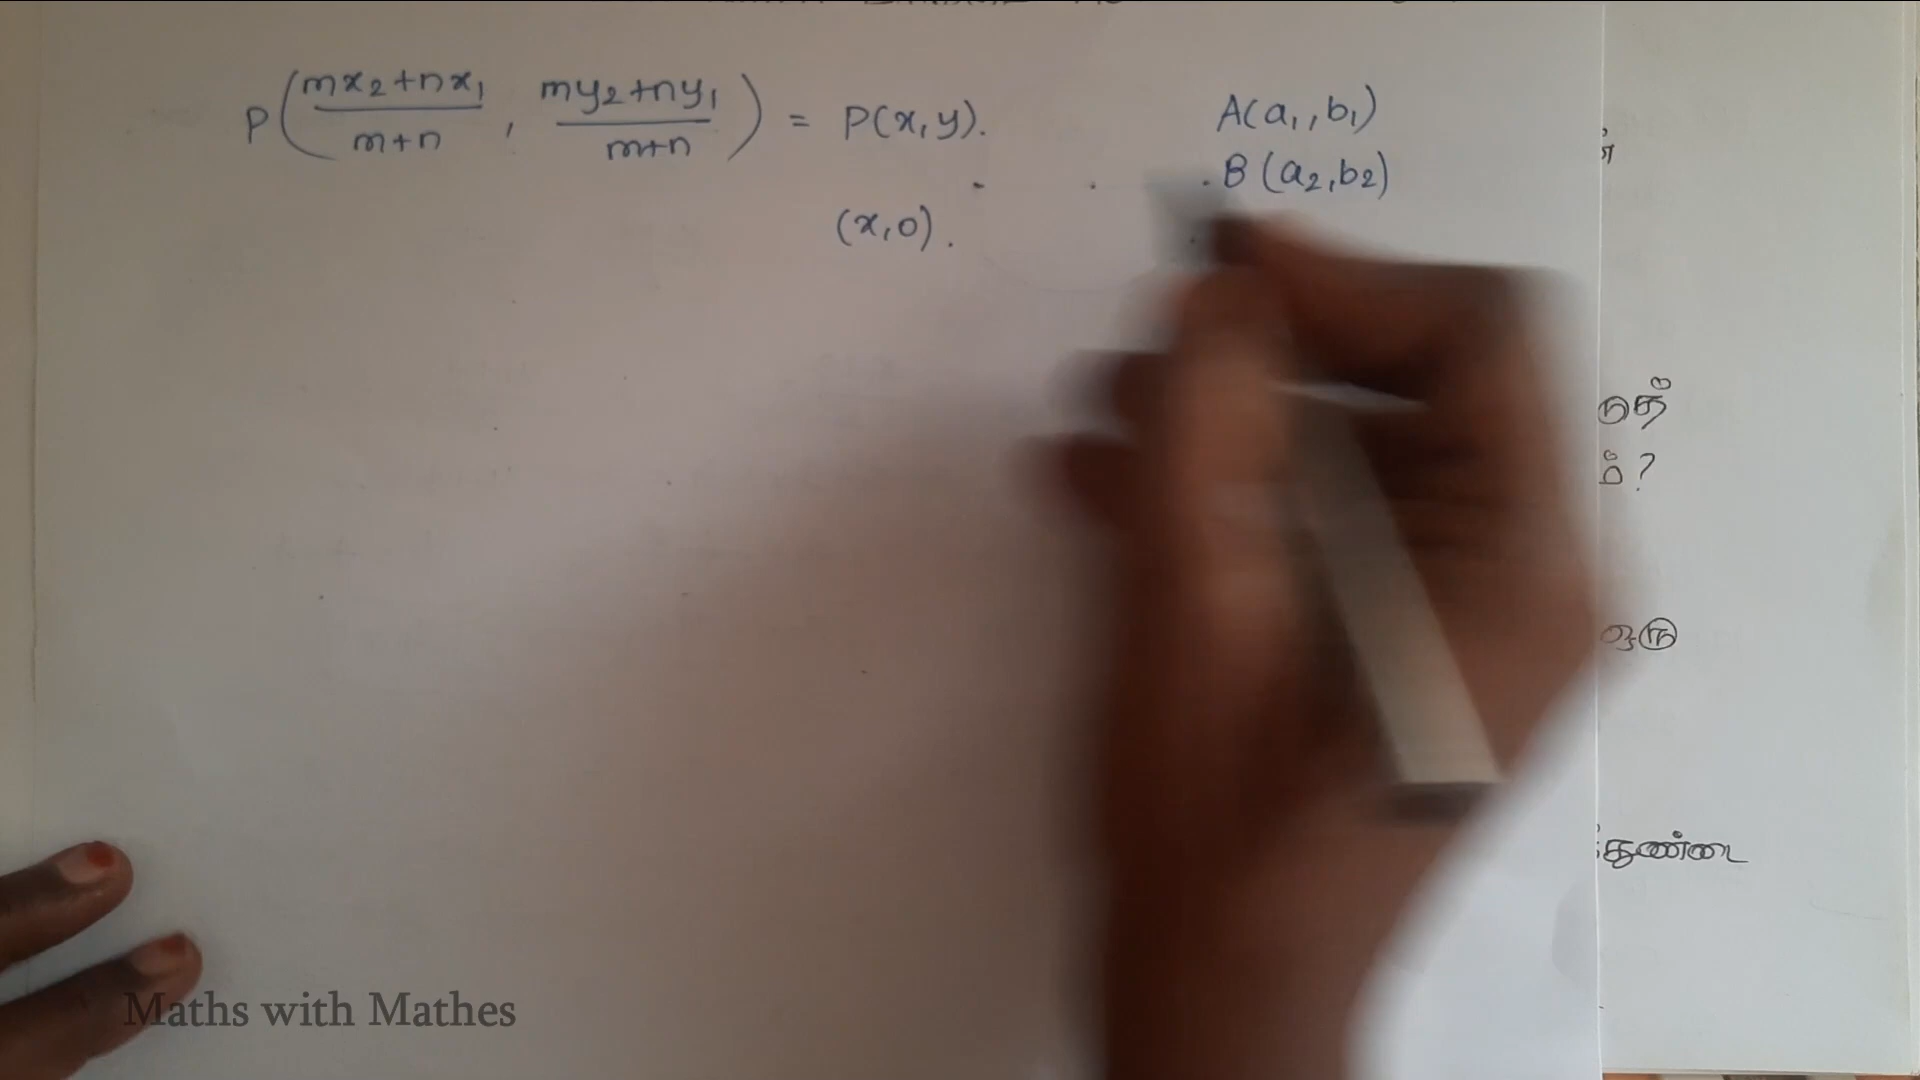 P(mx₂+nx₁/m+n , my₂+ny₁/m+n) = P(x,y).
A(a₁,b₁)
B(a₂,b₂)
(x,0).
ம்?
Maths with Mathes